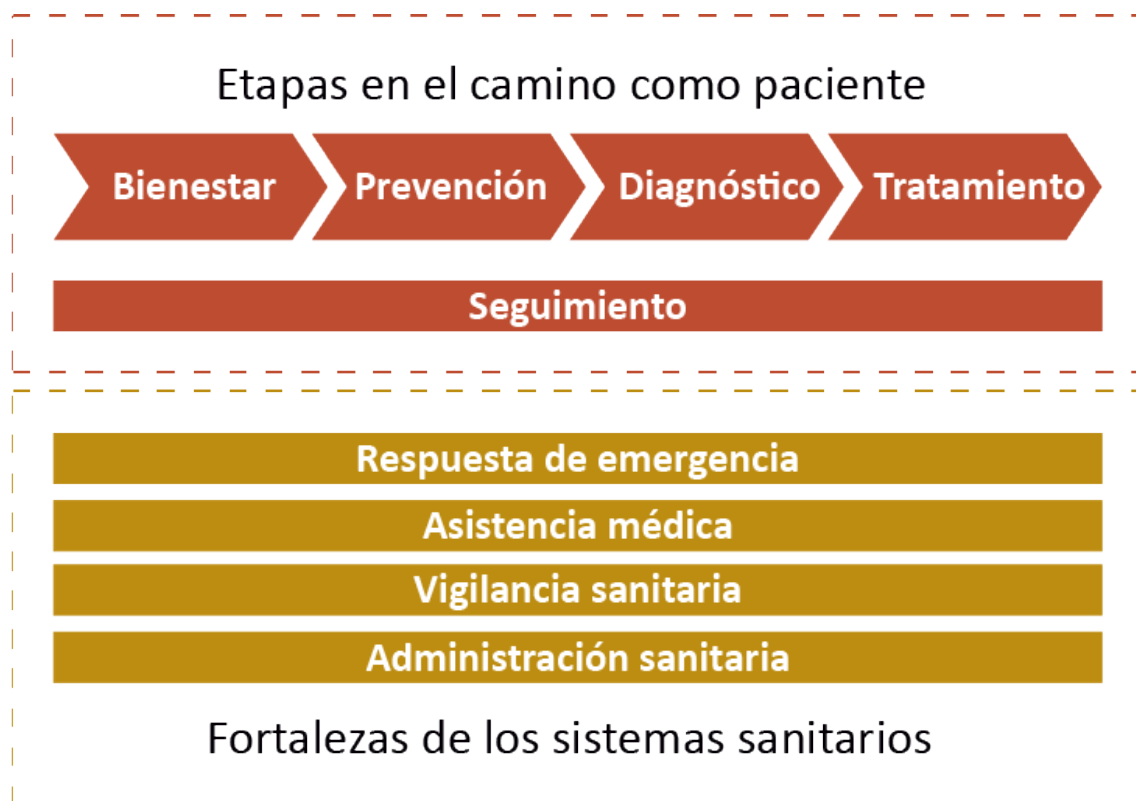 Etapas en el camino como paciente
Bienestar
Prevención
Diagnóstico
Tratamiento
Seguimiento
Respuesta de emergencia
Asistencia médica
Vigilancia sanitaria
Administración sanitaria
Fortalezas de los sistemas sanitarios